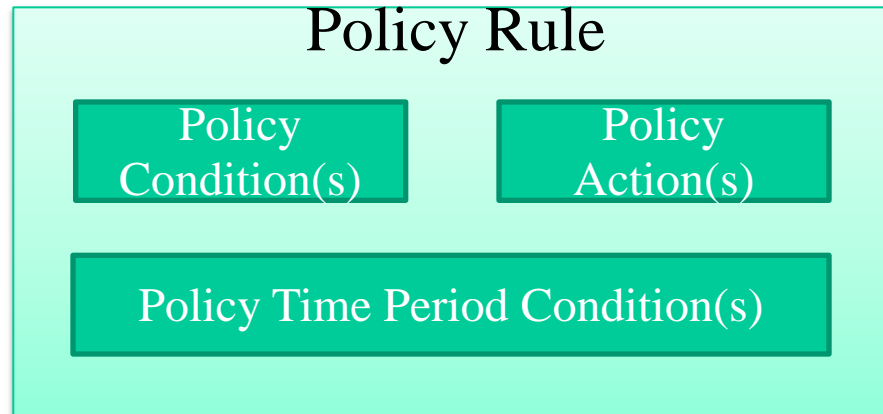 Policy Rule
Policy
Condition(s)
Policy
Action(s)
Policy Time Period Condition(s)